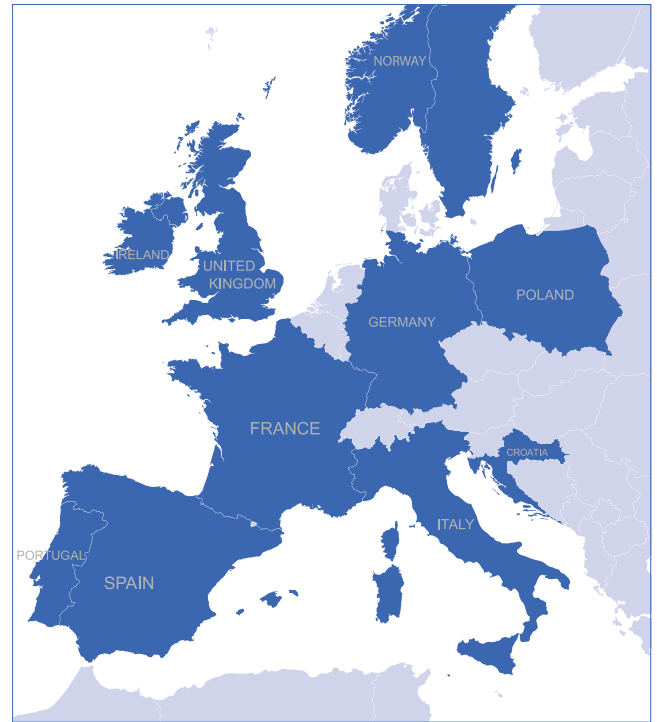 NORWAY
IRELAND
UNITED
KINGDOM
POLAND
GERMANY
FRANCE
CROATIA
ITALY
PORTUGAL
SPAIN